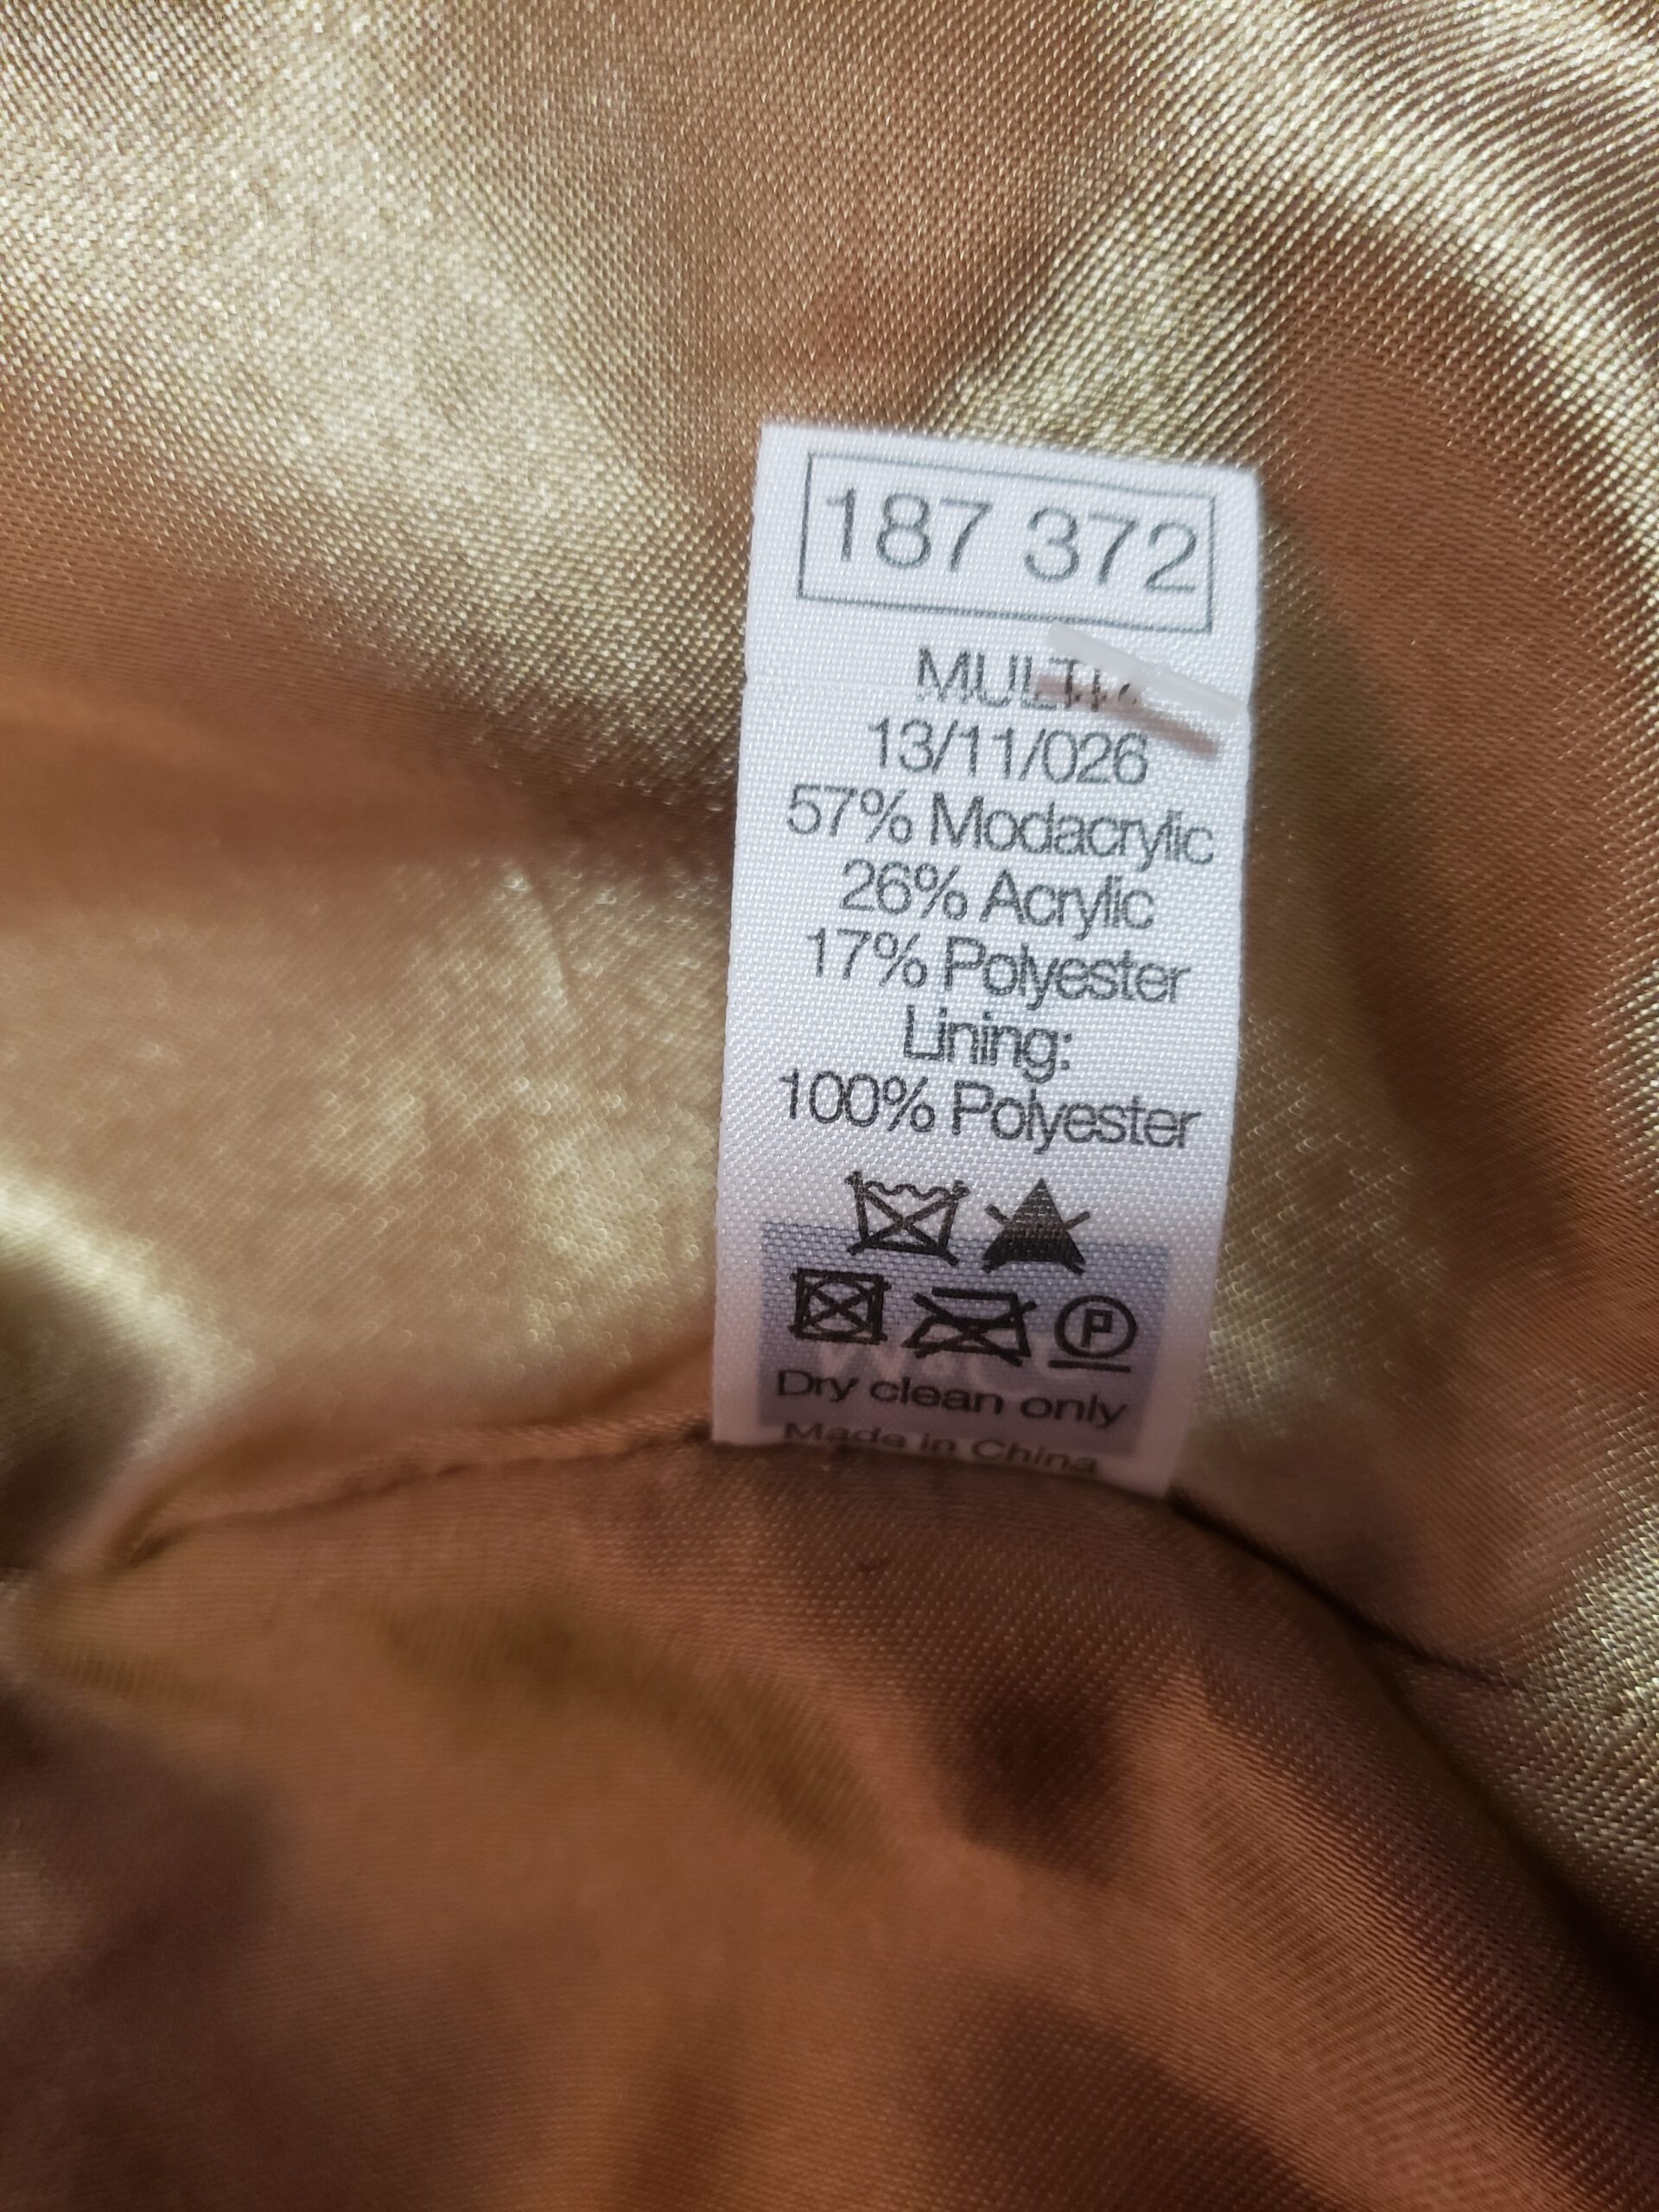 187 372
13/11/026
57% Modacrylic
26% Acrylic
17% Polyester
Lining:
100% Polyester
P
Dry clean only
Made in China